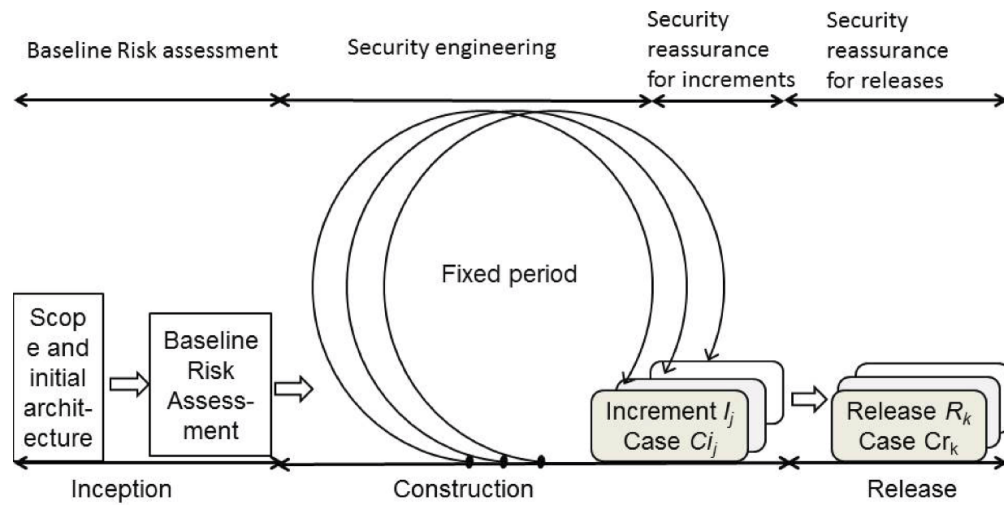 Baseline Risk assessment
Security engineering
Security
reassurance
for increments
Security
reassurance
for releases
Fixed period
Scop
e and
initial
archit-
ecture
Baseline
Risk
Assess-
ment
Increment Ij
Case Cij
Release Rk
Case Crk
Inception
Construction
Release